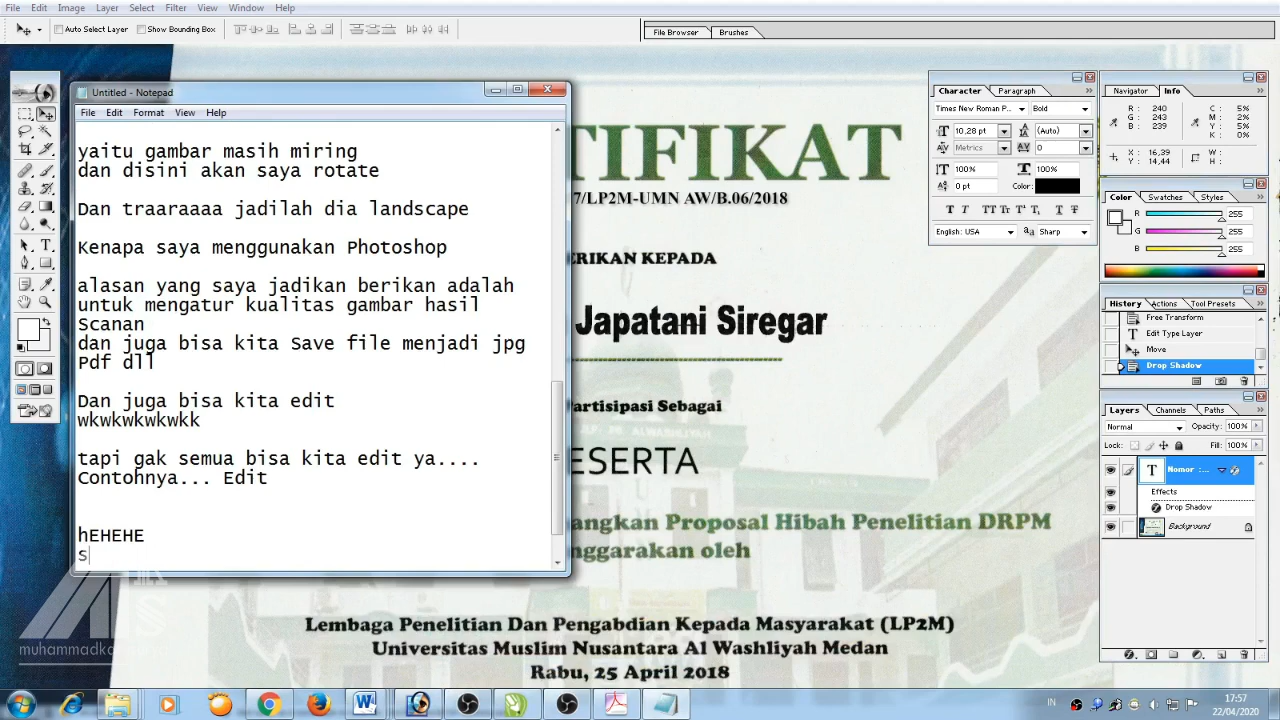 File Edit Image Layer Select Filter View Window Help
Auto Select Layer Show Bounding Box
File Browser Brushes
Untitled - Notepad
File Edit Format View Help
yaitu gambar masih miring
dan disini akan saya rotate
Dan traaraaaa jadilah dia landscape
Kenapa saya menggunakan Photoshop
alasan yang saya jadikan berikan adalah
untuk mengatur kualitas gambar hasil
Scanan
dan juga bisa kita Save file menjadi jpg
Pdf dll
Dan juga bisa kita edit
wkwkwkwkwkk
tapi gak semua bisa kita edit ya....
Contohnya... Edit
hEHEHE
s
TIFIKAT
7/LP2M-UMN AW/B.06/2018
ERIKAN KEPADA
Japatani Siregar
artisipasi Sebagai
ESERTA
angkan Proposal Hibah Penelitian DRPM
nggarakan oleh
Lembaga Penelitian Dan Pengabdian Kepada Masyarakat (LP2M)
Universitas Muslim Nusantara Al Washliyah Medan
Rabu, 25 April 2018
Character Paragraph
Times New Roman P... Bold
10,28 pt (Auto)
Metrics 0
100% 100%
0 pt Color:
English: USA Sharp
Navigator Info
R: 240 C: 5%
G: 243 M: 2%
B: 239 Y: 5%
K: 0%
X: 16,39 W:
Y: 14,44 H:
Color Swatches Styles
R 255
G 255
B 255
History Actions Tool Presets
Free Transform
Edit Type Layer
Move
Drop Shadow
Layers Channels Paths
Normal Opacity: 100%
Lock: Fill: 100%
T Nomor :...
Effects
Drop Shadow
Background
IN
17:57
22/04/2020